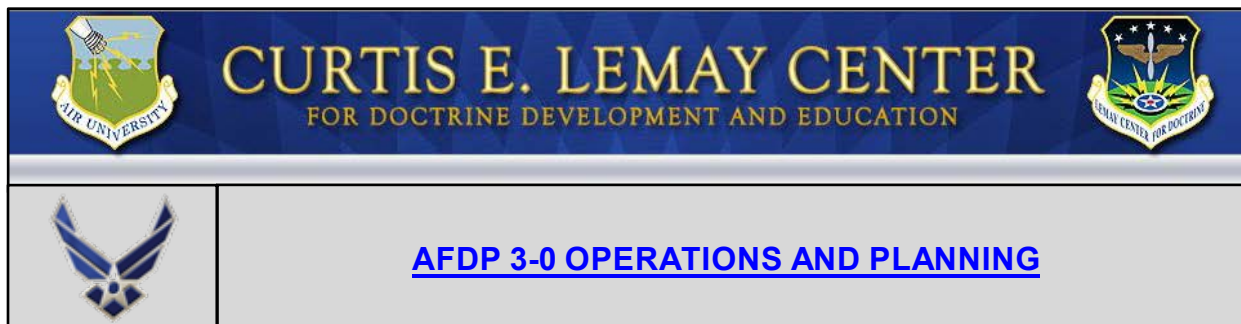 CURTIS E. LEMAY CENTER
FOR DOCTRINE DEVELOPMENT AND EDUCATION
AIR UNIVERSITY
LEMAY CENTER FOR DOCTRINE
AFDP 3-0 OPERATIONS AND PLANNING